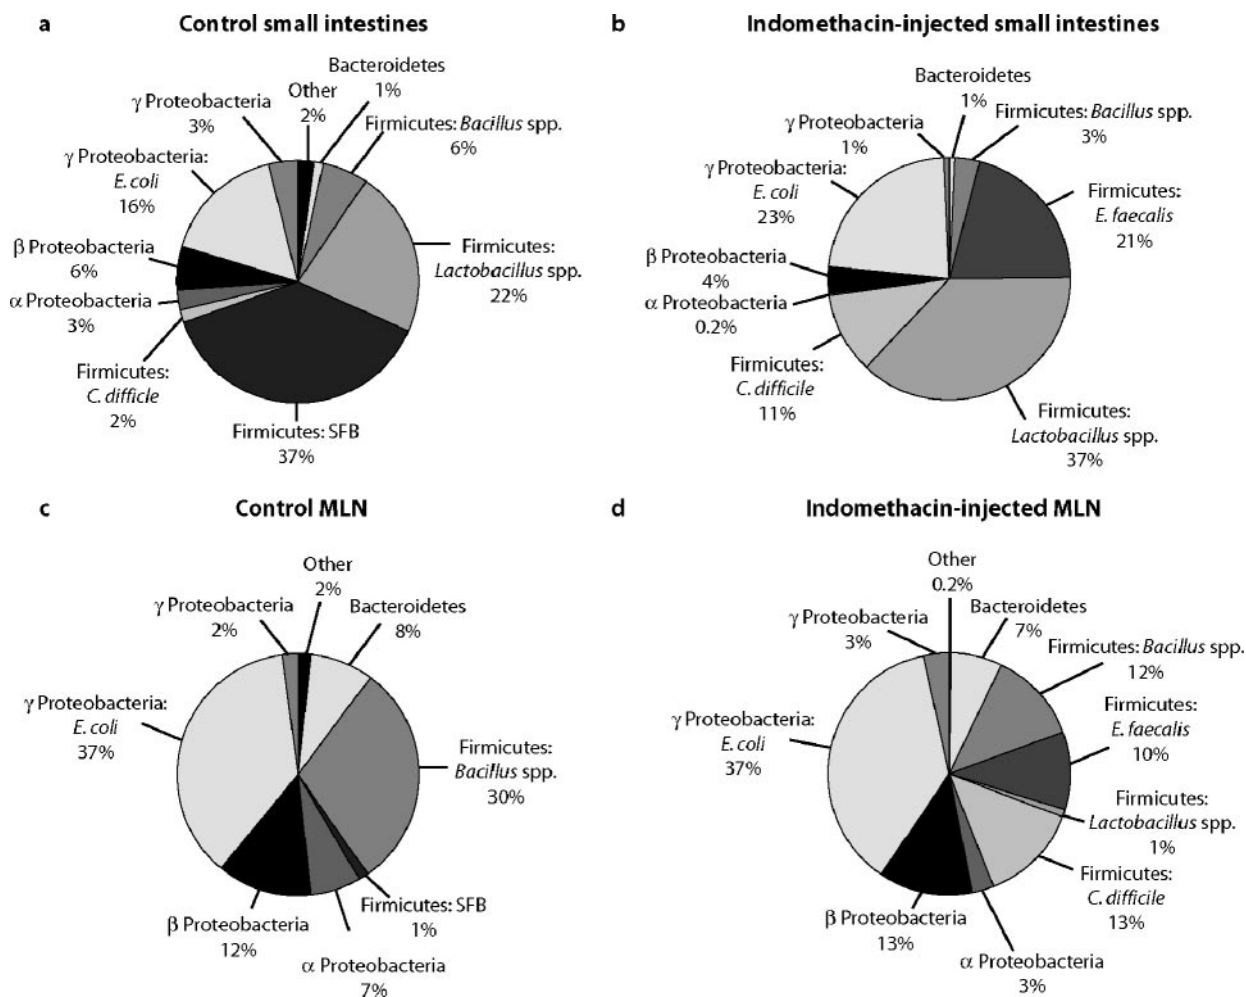 a Control small intestines
Other
2%
Bacteroidetes
1%
Firmicutes: Bacillus spp.
6%
Firmicutes:
Lactobacillus spp.
22%
Firmicutes: SFB
37%
Firmicutes:
C. difficle
2%
α Proteobacteria
3%
β Proteobacteria
6%
γ Proteobacteria:
E. coli
16%
γ Proteobacteria
3%
b Indomethacin-injected small intestines
Bacteroidetes
1%
Firmicutes: Bacillus spp.
3%
Firmicutes:
E. faecalis
21%
Firmicutes:
Lactobacillus spp.
37%
Firmicutes:
C. difficile
11%
α Proteobacteria
0.2%
β Proteobacteria
4%
γ Proteobacteria:
E. coli
23%
γ Proteobacteria
1%
c Control MLN
Other
2%
Bacteroidetes
8%
Firmicutes:
Bacillus spp.
30%
Firmicutes: SFB
1%
α Proteobacteria
7%
β Proteobacteria
12%
γ Proteobacteria:
E. coli
37%
γ Proteobacteria
2%
d Indomethacin-injected MLN
Other
0.2%
Bacteroidetes
7%
Firmicutes: Bacillus spp.
12%
Firmicutes:
E. faecalis
10%
Firmicutes:
Lactobacillus spp.
1%
Firmicutes:
C. difficile
13%
α Proteobacteria
3%
β Proteobacteria
13%
γ Proteobacteria:
E. coli
37%
γ Proteobacteria
3%